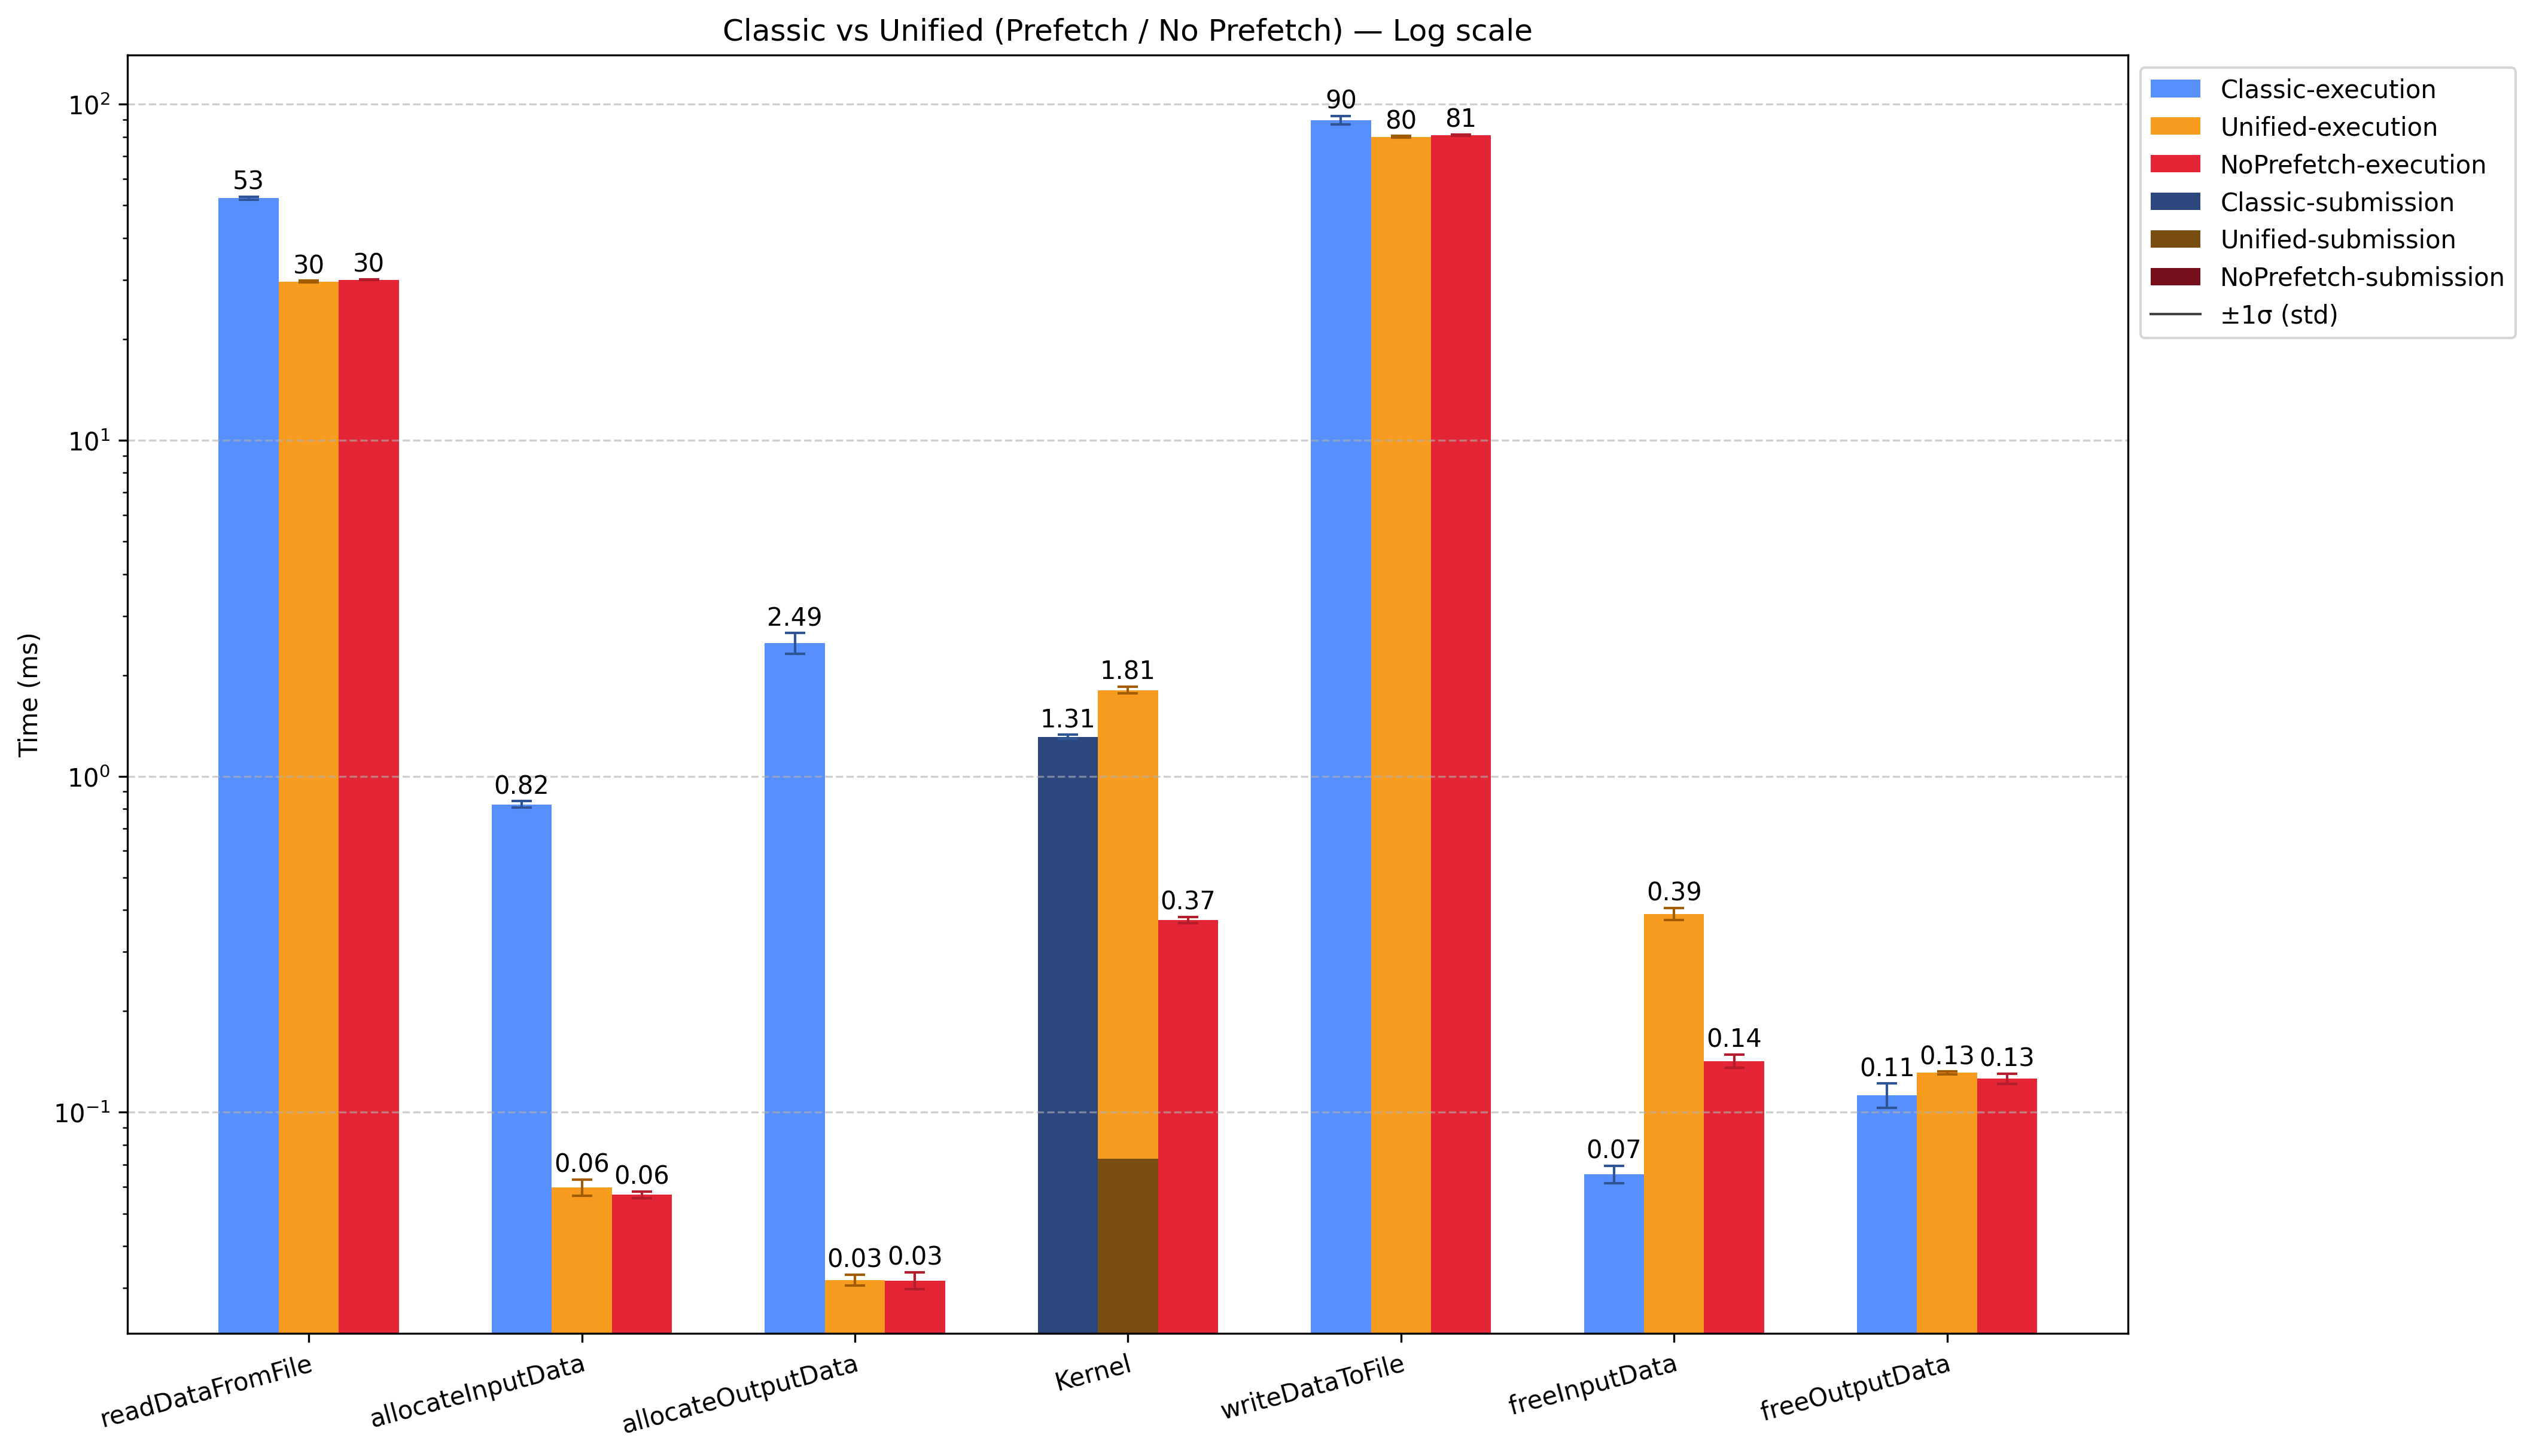 Classic vs Unified (Prefetch / No Prefetch) — Log scale
Time (ms)
10²
10¹
10⁰
10⁻¹
53
30
30
0.82
0.06
0.06
2.49
0.03
0.03
1.31
1.81
0.37
90
80
81
0.07
0.39
0.14
0.11
0.13
0.13
readDataFromFile
allocateInputData
allocateOutputData
Kernel
writeDataToFile
freeInputData
freeOutputData
Classic-execution
Unified-execution
NoPrefetch-execution
Classic-submission
Unified-submission
NoPrefetch-submission
±1σ (std)